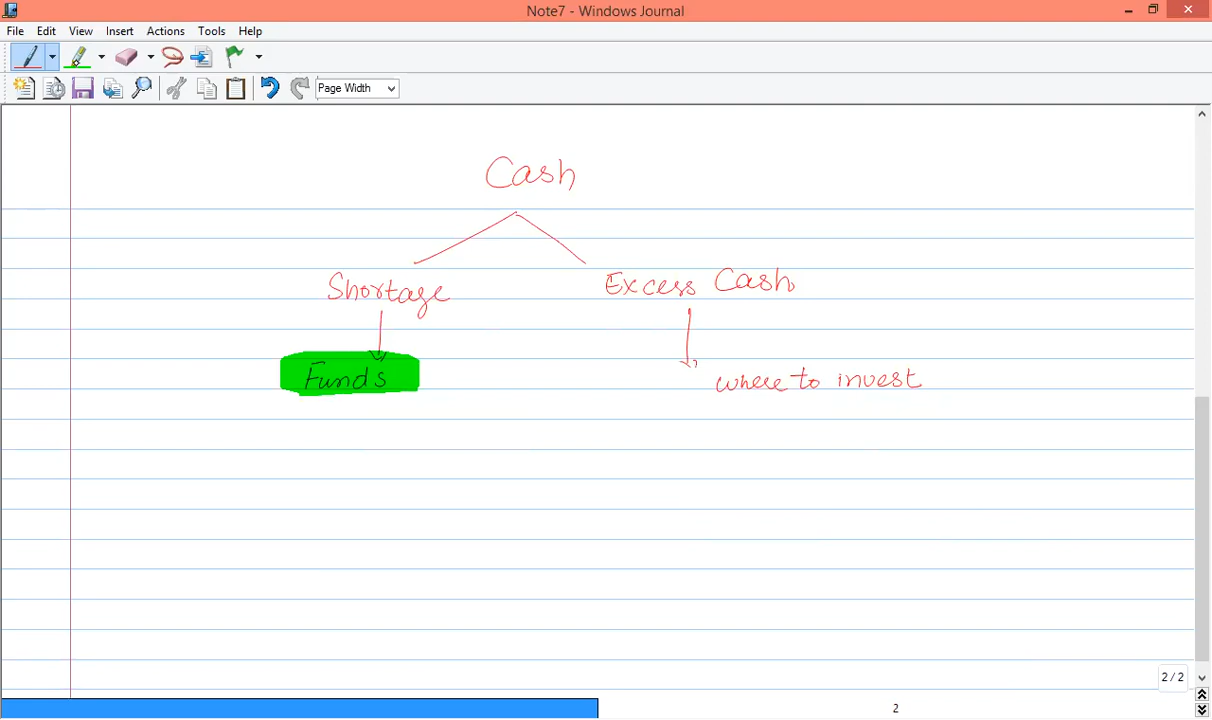 Note7 - Windows Journal
File Edit View Insert Actions Tools Help
Page Width
Cash
Shortage Excess Cash
Funds where to invest
2 / 2
2